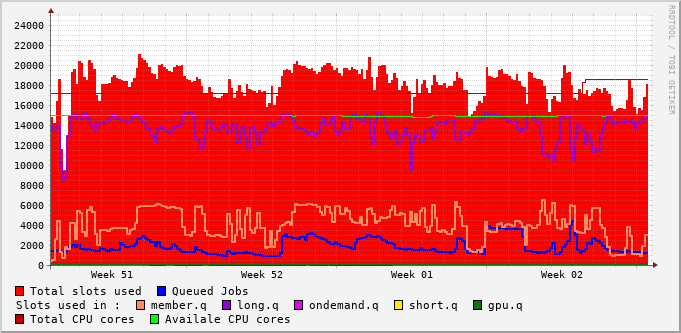 24000
22000
20000
18000
16000
14000
12000
10000
8000
6000
4000
2000
0
Week 51 Week 52 Week 01 Week 02
RRDTOOL / TOBI OETIKER
Total slots used Queued Jobs
Slots used in : member.q long.q ondemand.q short.q gpu.q
Total CPU cores Availale CPU cores